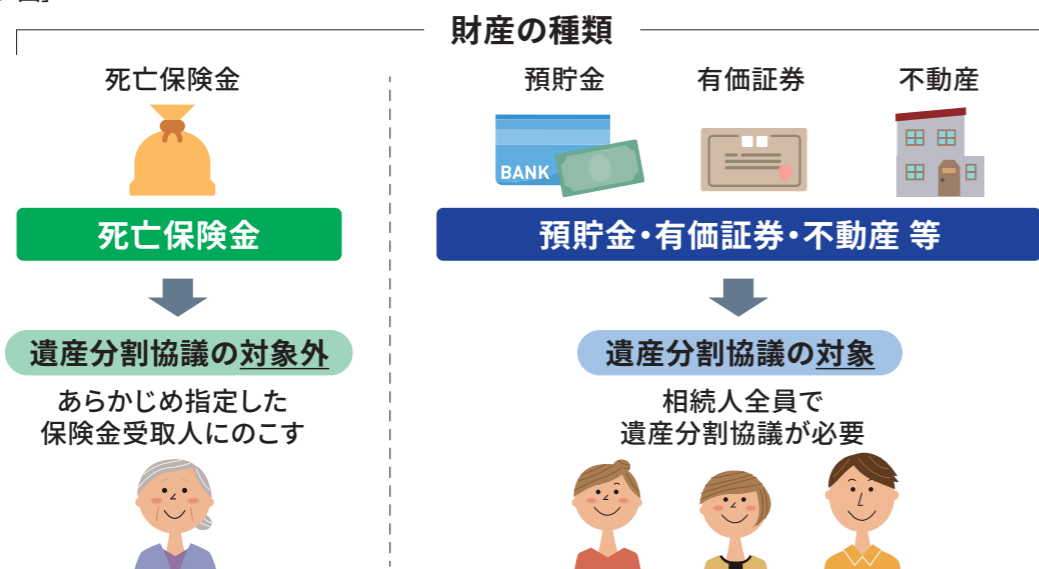 財産の種類
死亡保険金
預貯金
有価証券
不動産
BANK
死亡保険金
預貯金・有価証券・不動産 等
遺産分割協議の対象外
あらかじめ指定した
保険金受取人にのこす
遺産分割協議の対象
相続人全員で
遺産分割協議が必要